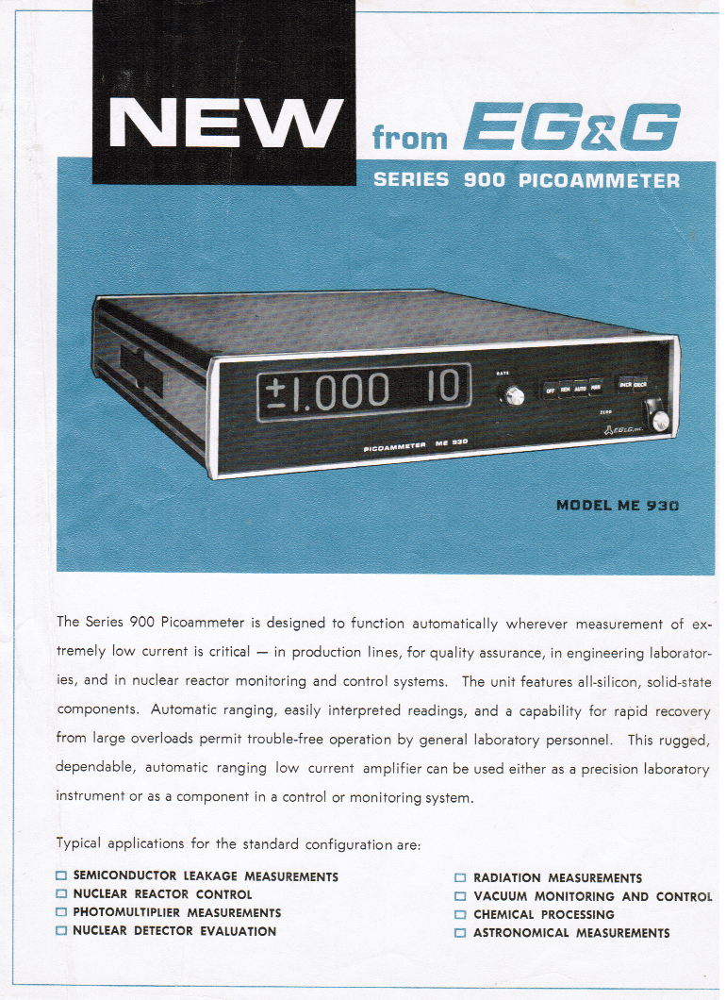 NEW
from EG&G
SERIES 900 PICOAMMETER
±1.000 10
RATE
OFF REM AUTO MAN
INCR DECR
ZERO
EG&G, INC.
PICOAMMETER ME 930
MODEL ME 930
The Series 900 Picoammeter is designed to function automatically wherever measurement of ex-
tremely low current is critical — in production lines, for quality assurance, in engineering laborator-
ies, and in nuclear reactor monitoring and control systems. The unit features all-silicon, solid-state
components. Automatic ranging, easily interpreted readings, and a capability for rapid recovery
from large overloads permit trouble-free operation by general laboratory personnel. This rugged,
dependable, automatic ranging low current amplifier can be used either as a precision laboratory
instrument or as a component in a control or monitoring system.
Typical applications for the standard configuration are:
SEMICONDUCTOR LEAKAGE MEASUREMENTS
NUCLEAR REACTOR CONTROL
PHOTOMULTIPLIER MEASUREMENTS
NUCLEAR DETECTOR EVALUATION
RADIATION MEASUREMENTS
VACUUM MONITORING AND CONTROL
CHEMICAL PROCESSING
ASTRONOMICAL MEASUREMENTS